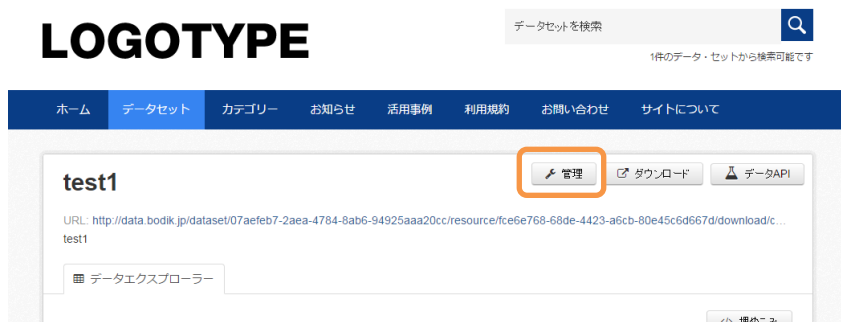 LOGOTYPE
データセットを検索
1件のデータ・セットから検索可能です
ホーム データセット カテゴリー お知らせ 活用事例 利用規約 お問い合わせ サイトについて
test1
管理 ダウンロード データAPI
URL: http://data.bodik.jp/dataset/07aefeb7-2aea-4784-8ab6-94925aaa20cc/resource/fce6e768-68de-4423-a6cb-80e45c6d667d/download/c...
test1
データエクスプローラー
埋めこみ